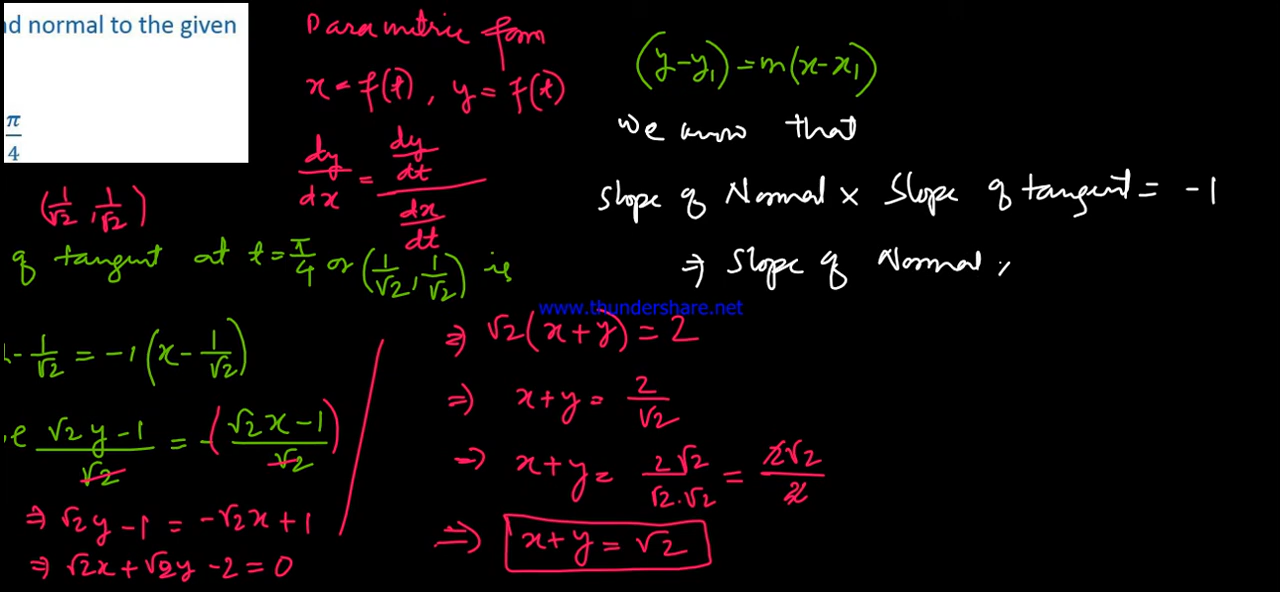 nd normal to the given
π/4
Parametric form
x = f(t), y = f(t)
dy/dx = (dy/dt)/(dx/dt)
(1/√2, 1/√2)
of tangent at t = π/4 or (1/√2, 1/√2) is
- 1/√2 = -1(x - 1/√2)
(√2y - 1)/√2 = -(√2x - 1)/√2
⇒ √2y - 1 = -√2x + 1
⇒ √2x + √2y - 2 = 0
⇒ √2(x + y) = 2
⇒ x + y = 2/√2
⇒ x + y = 2√2/√2·√2 = 2√2/2
⇒ x + y = √2
(y - y₁) = m(x - x₁)
We know that
Slope of Normal × Slope of tangent = -1
⇒ Slope of Normal
www.thundershare.net